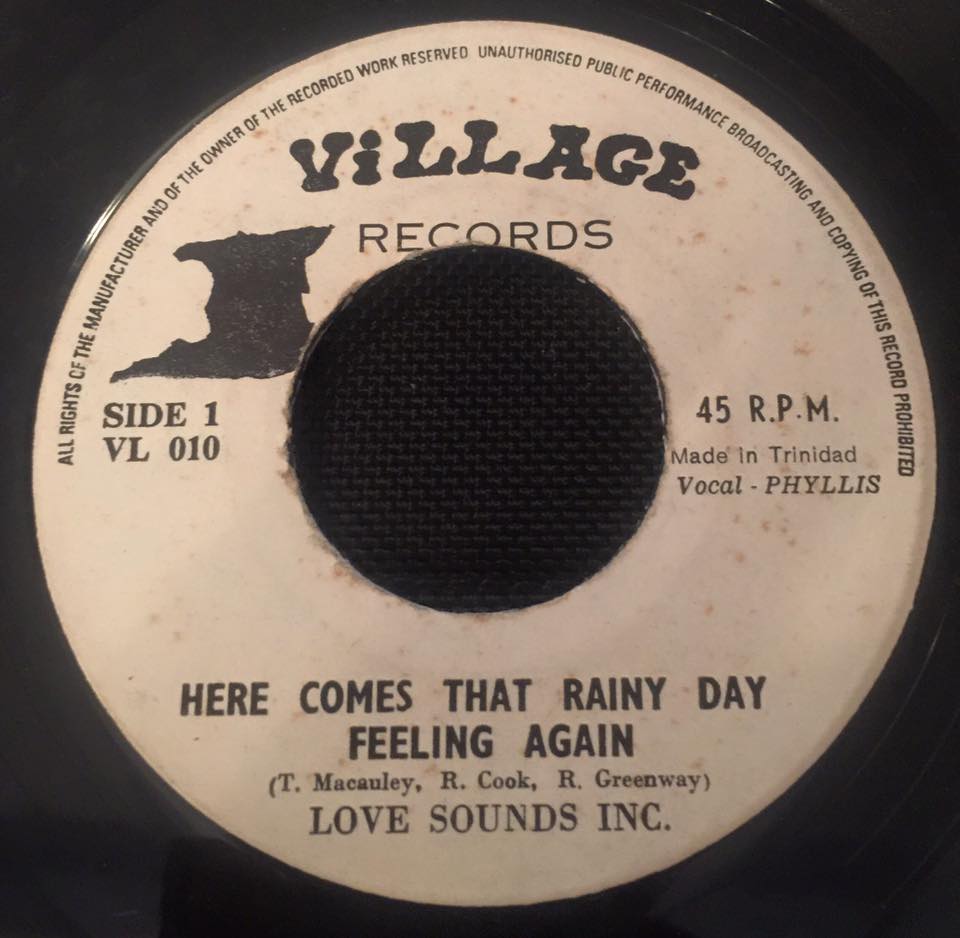 ALL RIGHTS OF THE MANUFACTURER AND OF THE OWNER OF THE RECORDED WORK RESERVED UNAUTHORISED PUBLIC PERFORMANCE BROADCASTING AND COPYING OF THIS RECORD PROHIBITED
ViLLAGE
RECORDS
SIDE 1
VL 010
45 R.P.M.
Made in Trinidad
Vocal - PHYLLIS
HERE COMES THAT RAINY DAY
FEELING AGAIN
(T. Macauley, R. Cook, R. Greenway)
LOVE SOUNDS INC.